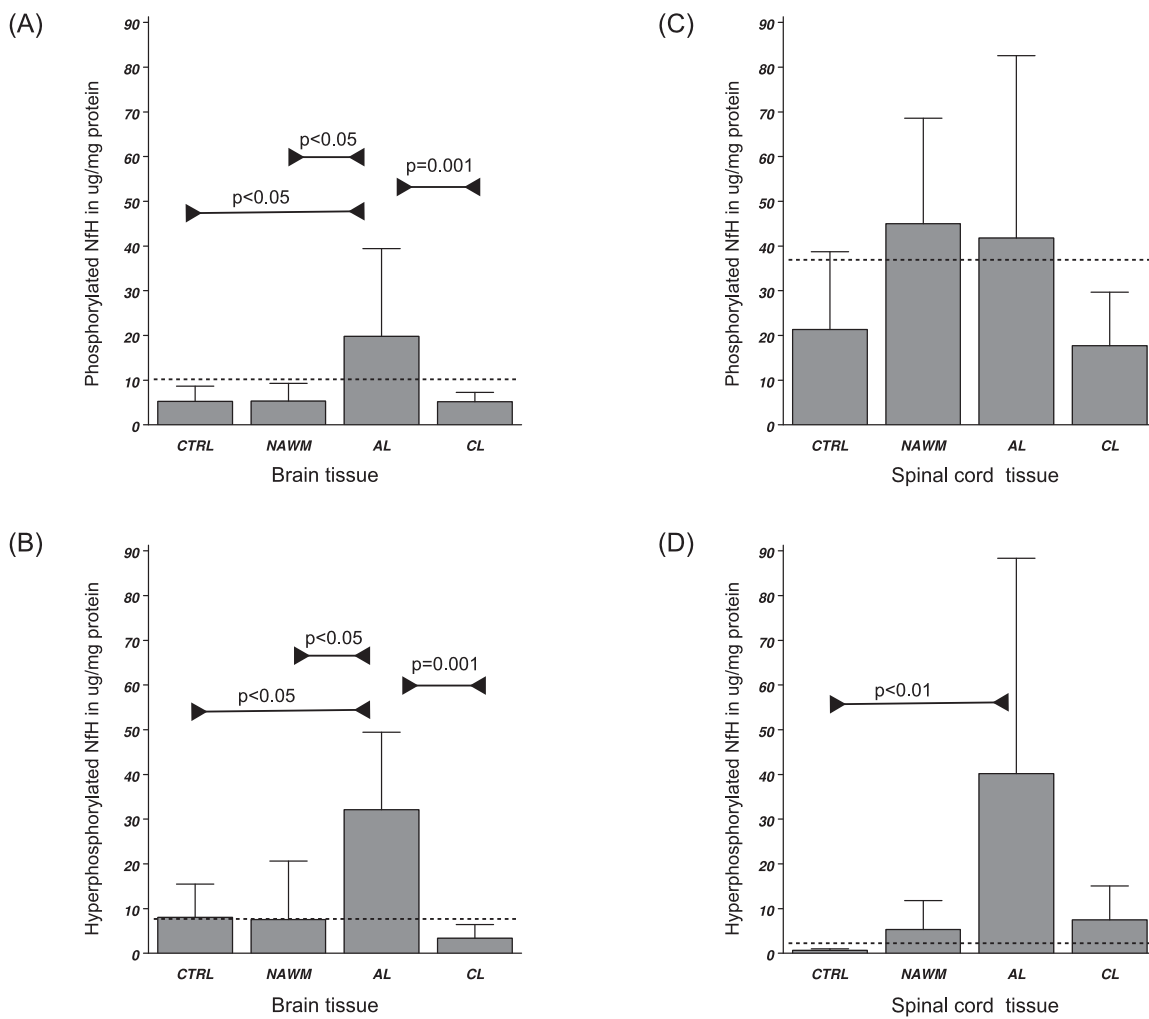 (A)
Phosphorylated NfH in ug/mg protein
90
80
70
60
50
40
30
20
10
0
p<0.05
p=0.001
p<0.05
CTRL NAWM AL CL
Brain tissue
(C)
Phosphorylated NfH in ug/mg protein
90
80
70
60
50
40
30
20
10
0
CTRL NAWM AL CL
Spinal cord tissue
(B)
Hyperphosphorylated NfH in ug/mg protein
90
80
70
60
50
40
30
20
10
0
p<0.05
p=0.001
p<0.05
CTRL NAWM AL CL
Brain tissue
(D)
Hyperphosphorylated NfH in ug/mg protein
90
80
70
60
50
40
30
20
10
0
p<0.01
CTRL NAWM AL CL
Spinal cord tissue